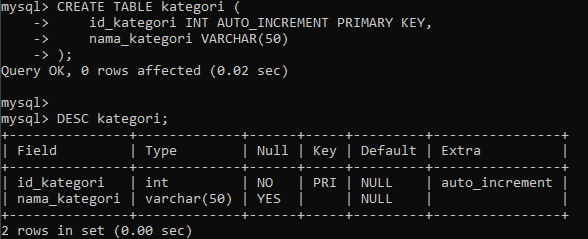 mysql> CREATE TABLE kategori (
    ->     id_kategori INT AUTO_INCREMENT PRIMARY KEY,
    ->     nama_kategori VARCHAR(50)
    -> );
Query OK, 0 rows affected (0.02 sec)

mysql>
mysql> DESC kategori;
+---------------+-------------+------+-----+---------+----------------+
| Field         | Type        | Null | Key | Default | Extra          |
+---------------+-------------+------+-----+---------+----------------+
| id_kategori   | int         | NO   | PRI | NULL    | auto_increment |
| nama_kategori | varchar(50) | YES  |     | NULL    |                |
+---------------+-------------+------+-----+---------+----------------+
2 rows in set (0.00 sec)